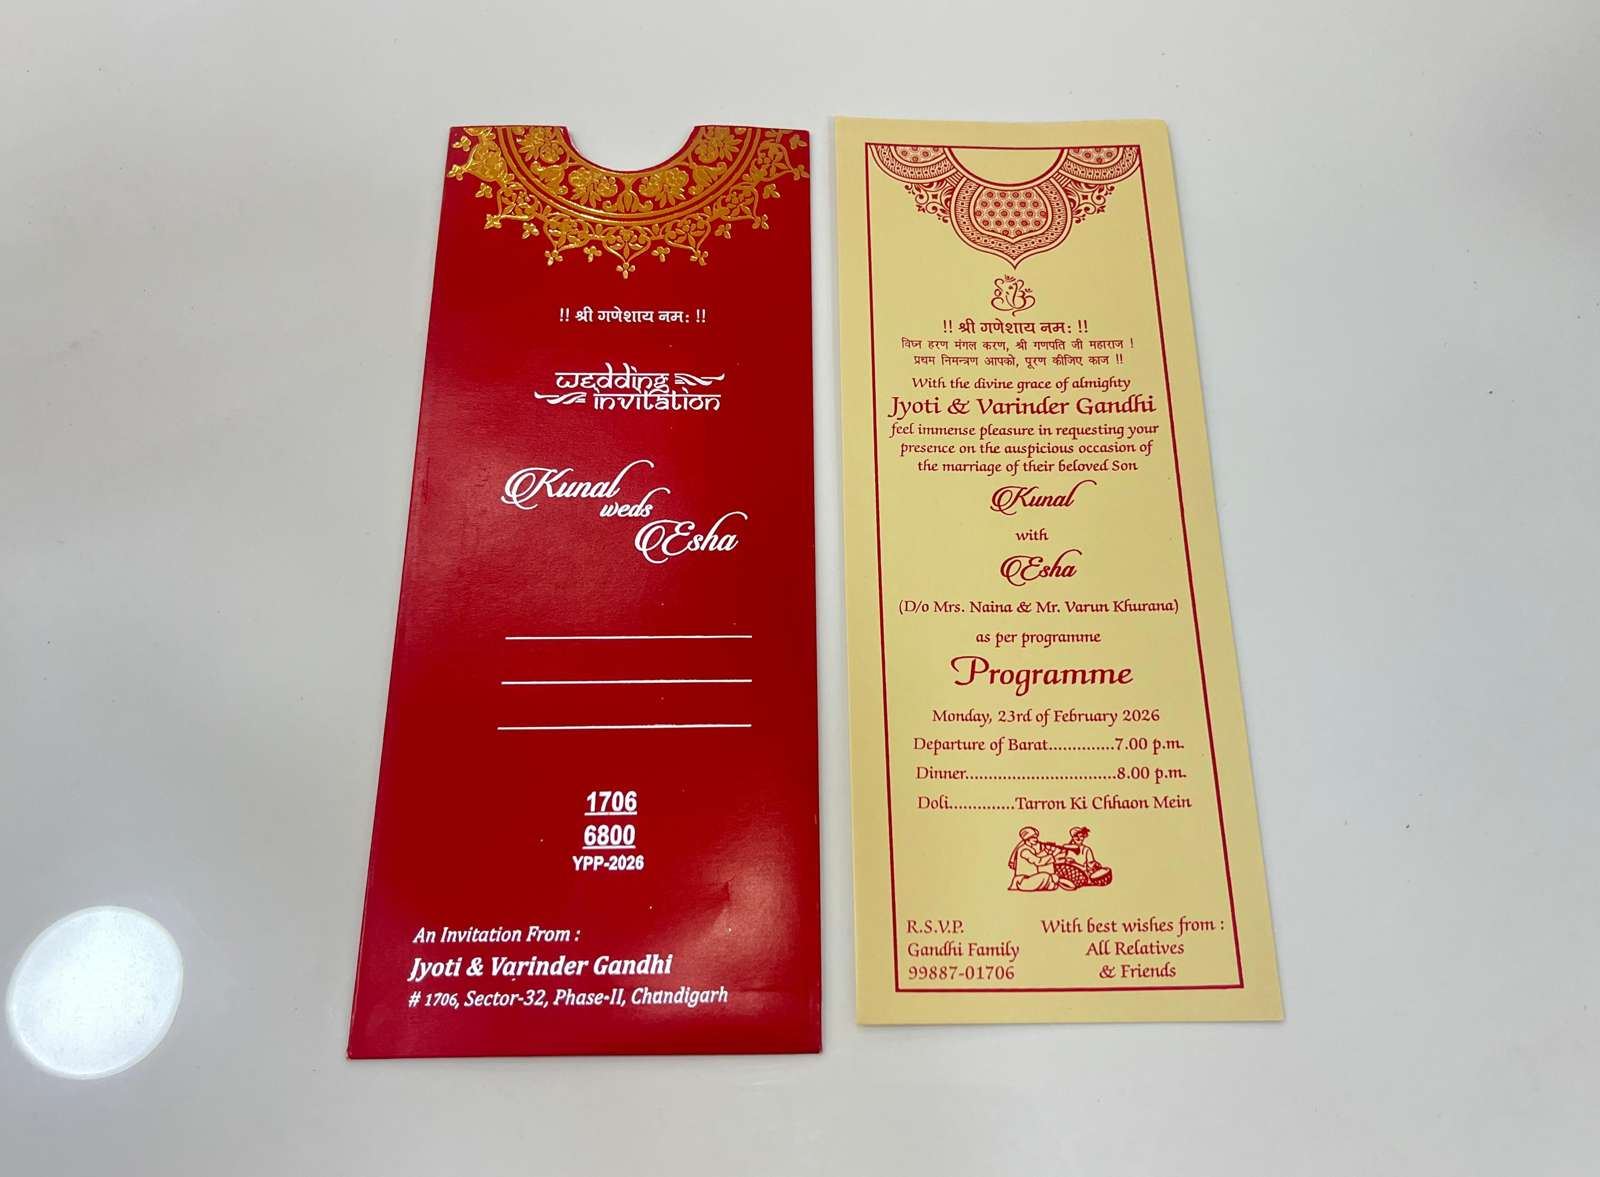 !! श्री गणेशाय नमः !!
wedding
invitation
Kunal
weds
Esha
1706
6800
YPP-2026
An Invitation From :
Jyoti & Varinder Gandhi
# 1706, Sector-32, Phase-II, Chandigarh
!! श्री गणेशाय नमः !!
विघ्न हरण मंगल करण, श्री गणपति जी महाराज !
प्रथम निमन्त्रण आपको, पूरण कीजिए काज !!
With the divine grace of almighty
Jyoti & Varinder Gandhi
feel immense pleasure in requesting your
presence on the auspicious occasion of
the marriage of their beloved Son
Kunal
with
Esha
(D/o Mrs. Naina & Mr. Varun Khurana)
as per programme
Programme
Monday, 23rd of February 2026
Departure of Barat..............7.00 p.m.
Dinner................................8.00 p.m.
Doli..............Tarron Ki Chhaon Mein
R.S.V.P.
Gandhi Family
99887-01706
With best wishes from :
All Relatives
& Friends